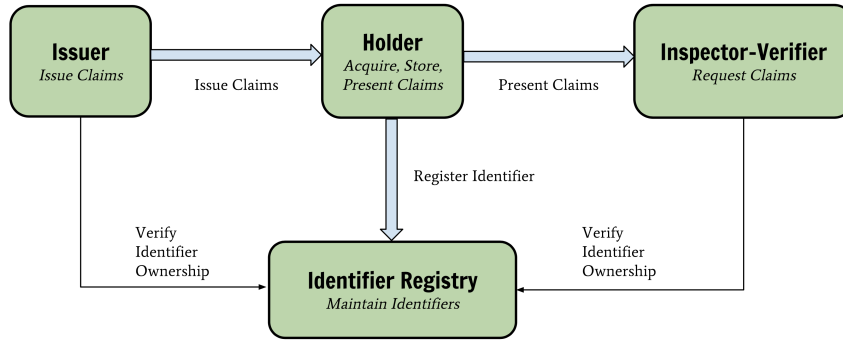 Issuer
Issue Claims
Issue Claims
Holder
Acquire, Store,
Present Claims
Present Claims
Inspector-Verifier
Request Claims
Register Identifier
Verify
Identifier
Ownership
Verify
Identifier
Ownership
Identifier Registry
Maintain Identifiers